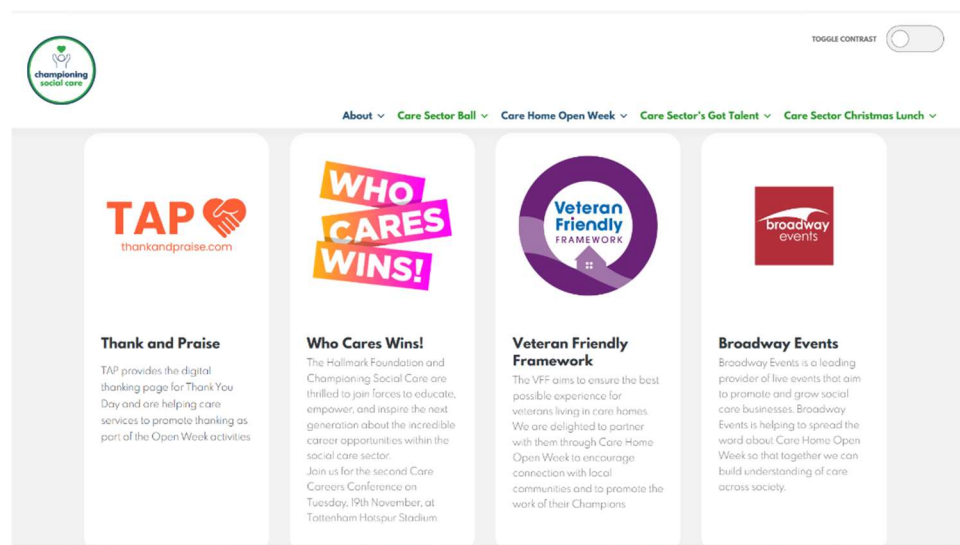 TOGGLE CONTRAST
championing
social care
About
Care Sector Ball
Care Home Open Week
Care Sector's Got Talent
Care Sector Christmas Lunch
TAP
thankandpraise.com
Thank and Praise
TAP provides the digital
thanking page for Thank You
Day and are helping care
services to promote thanking as
part of the Open Week activities
WHO
CARES
WINS!
Who Cares Wins!
The Hallmark Foundation and
Championing Social Care are
thrilled to join forces to educate,
empower, and inspire the next
generation about the incredible
career opportunities within the
social care sector.
Join us for the second Care
Careers Conference on
Tuesday, 19th November, at
Tottenham Hotspur Stadium
Veteran
Friendly
FRAMEWORK
Veteran Friendly
Framework
The VFF aims to ensure the best
possible experience for
veterans living in care homes.
We are delighted to partner
with them through Care Home
Open Week to encourage
connection with local
communities and to promote the
work of their Champions
broadway
events
Broadway Events
Broadway Events is a leading
provider of live events that aim
to promote and grow social
care businesses. Broadway
Events is helping to spread the
word about Care Home Open
Week so that together we can
build understanding of care
across society.